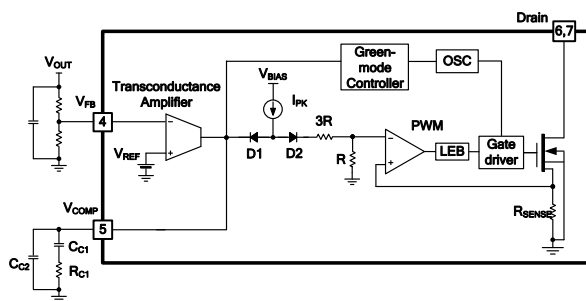 Drain
6,7
VOUT
VFB
4
Transconductance
Amplifier
VREF
VBIAS
IPK
D1
D2
3R
R
Green-
mode
Controller
OSC
PWM
LEB
Gate
driver
RSENSE
VCOMP
5
CC1
CC2
RC1